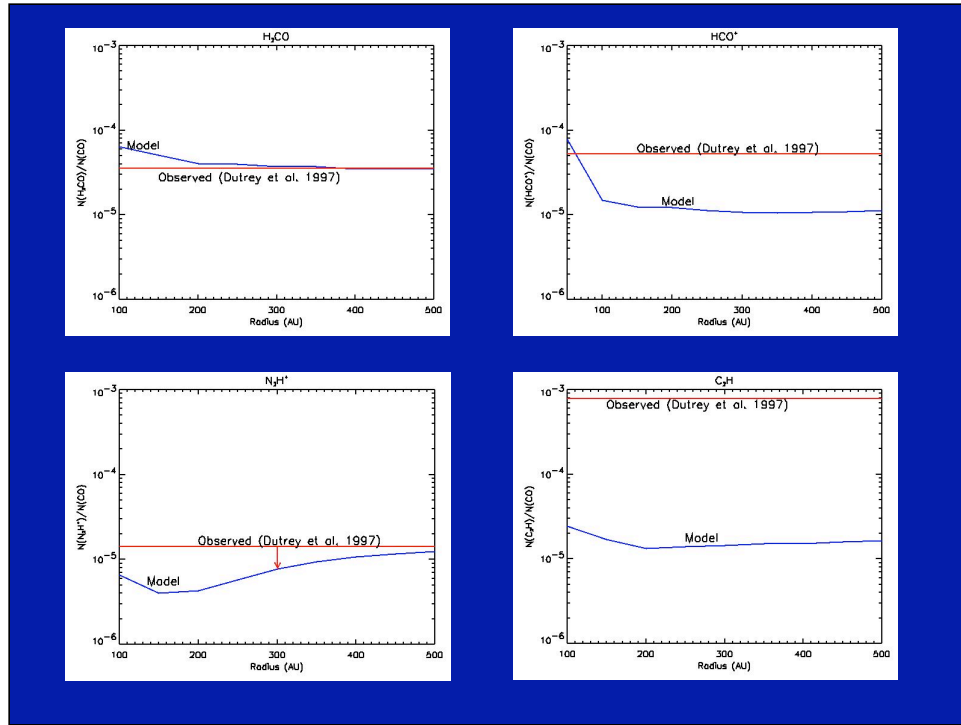 H₂CO
10⁻³
10⁻⁴
10⁻⁵
10⁻⁶
N(H₂CO)/N(CO)
Model
Observed (Dutrey et al. 1997)
100 200 300 400 500
Radius (AU)
HCO⁺
10⁻³
10⁻⁴
10⁻⁵
10⁻⁶
N(HCO⁺)/N(CO)
Observed (Dutrey et al. 1997)
Model
100 200 300 400 500
Radius (AU)
N₂H⁺
10⁻³
10⁻⁴
10⁻⁵
10⁻⁶
N(N₂H⁺)/N(CO)
Observed (Dutrey et al. 1997)
Model
100 200 300 400 500
Radius (AU)
C₂H
10⁻³
10⁻⁴
10⁻⁵
10⁻⁶
N(C₂H)/N(CO)
Observed (Dutrey et al. 1997)
Model
100 200 300 400 500
Radius (AU)